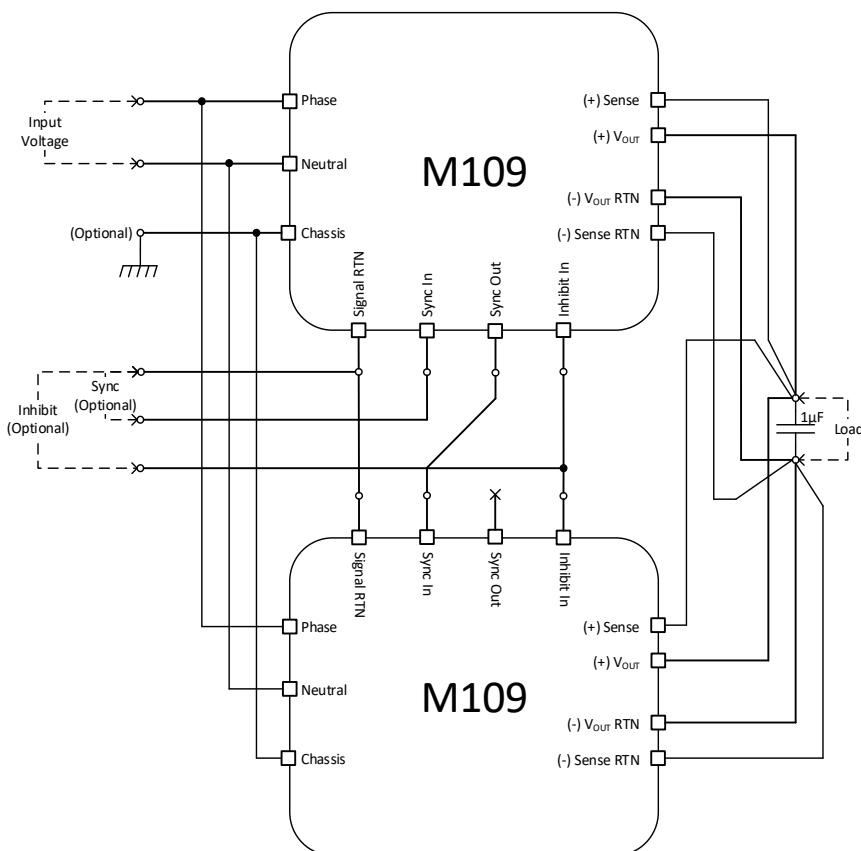 Phase
Input
Voltage
Neutral
M109
(+) Sense
(+) VOUT
(-) VOUT RTN
(-) Sense RTN
(Optional)
Chassis
Signal RTN
Sync In
Sync Out
Inhibit In
Sync
(Optional)
Inhibit
(Optional)
1µF
Load
Signal RTN
Sync In
Sync Out
Inhibit In
Phase
Neutral
M109
Chassis
(+) Sense
(+) VOUT
(-) VOUT RTN
(-) Sense RTN